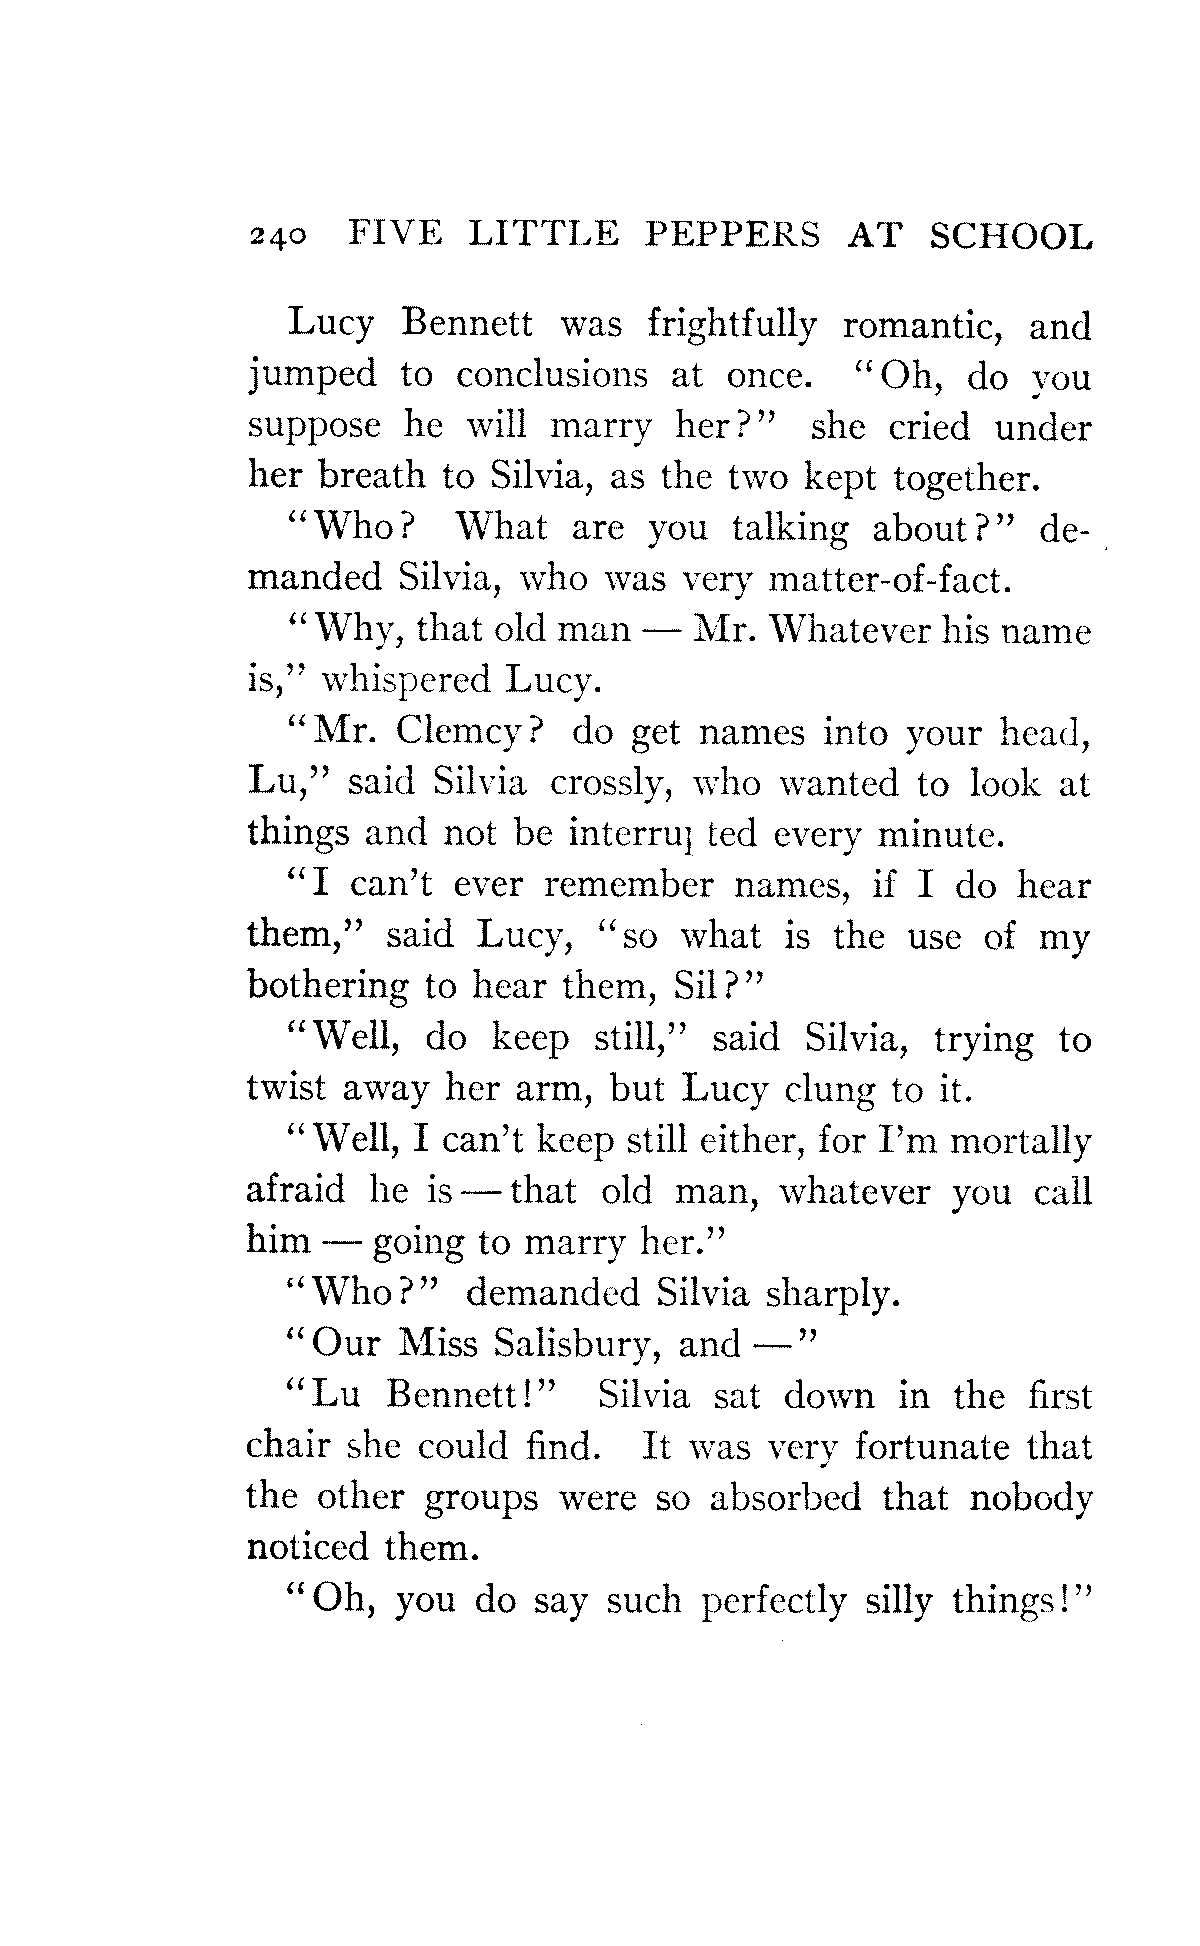 240 FIVE LITTLE PEPPERS AT SCHOOL
Lucy Bennett was frightfully romantic, and
jumped to conclusions at once. "Oh, do you
suppose he will marry her?" she cried under
her breath to Silvia, as the two kept together.
"Who? What are you talking about?" de-
manded Silvia, who was very matter-of-fact.
"Why, that old man — Mr. Whatever his name
is," whispered Lucy.
"Mr. Clemcy? do get names into your head,
Lu," said Silvia crossly, who wanted to look at
things and not be interrupted every minute.
"I can't ever remember names, if I do hear
them," said Lucy, "so what is the use of my
bothering to hear them, Sil?"
"Well, do keep still," said Silvia, trying to
twist away her arm, but Lucy clung to it.
"Well, I can't keep still either, for I'm mortally
afraid he is — that old man, whatever you call
him — going to marry her."
"Who?" demanded Silvia sharply.
"Our Miss Salisbury, and —"
"Lu Bennett!" Silvia sat down in the first
chair she could find. It was very fortunate that
the other groups were so absorbed that nobody
noticed them.
"Oh, you do say such perfectly silly things!"